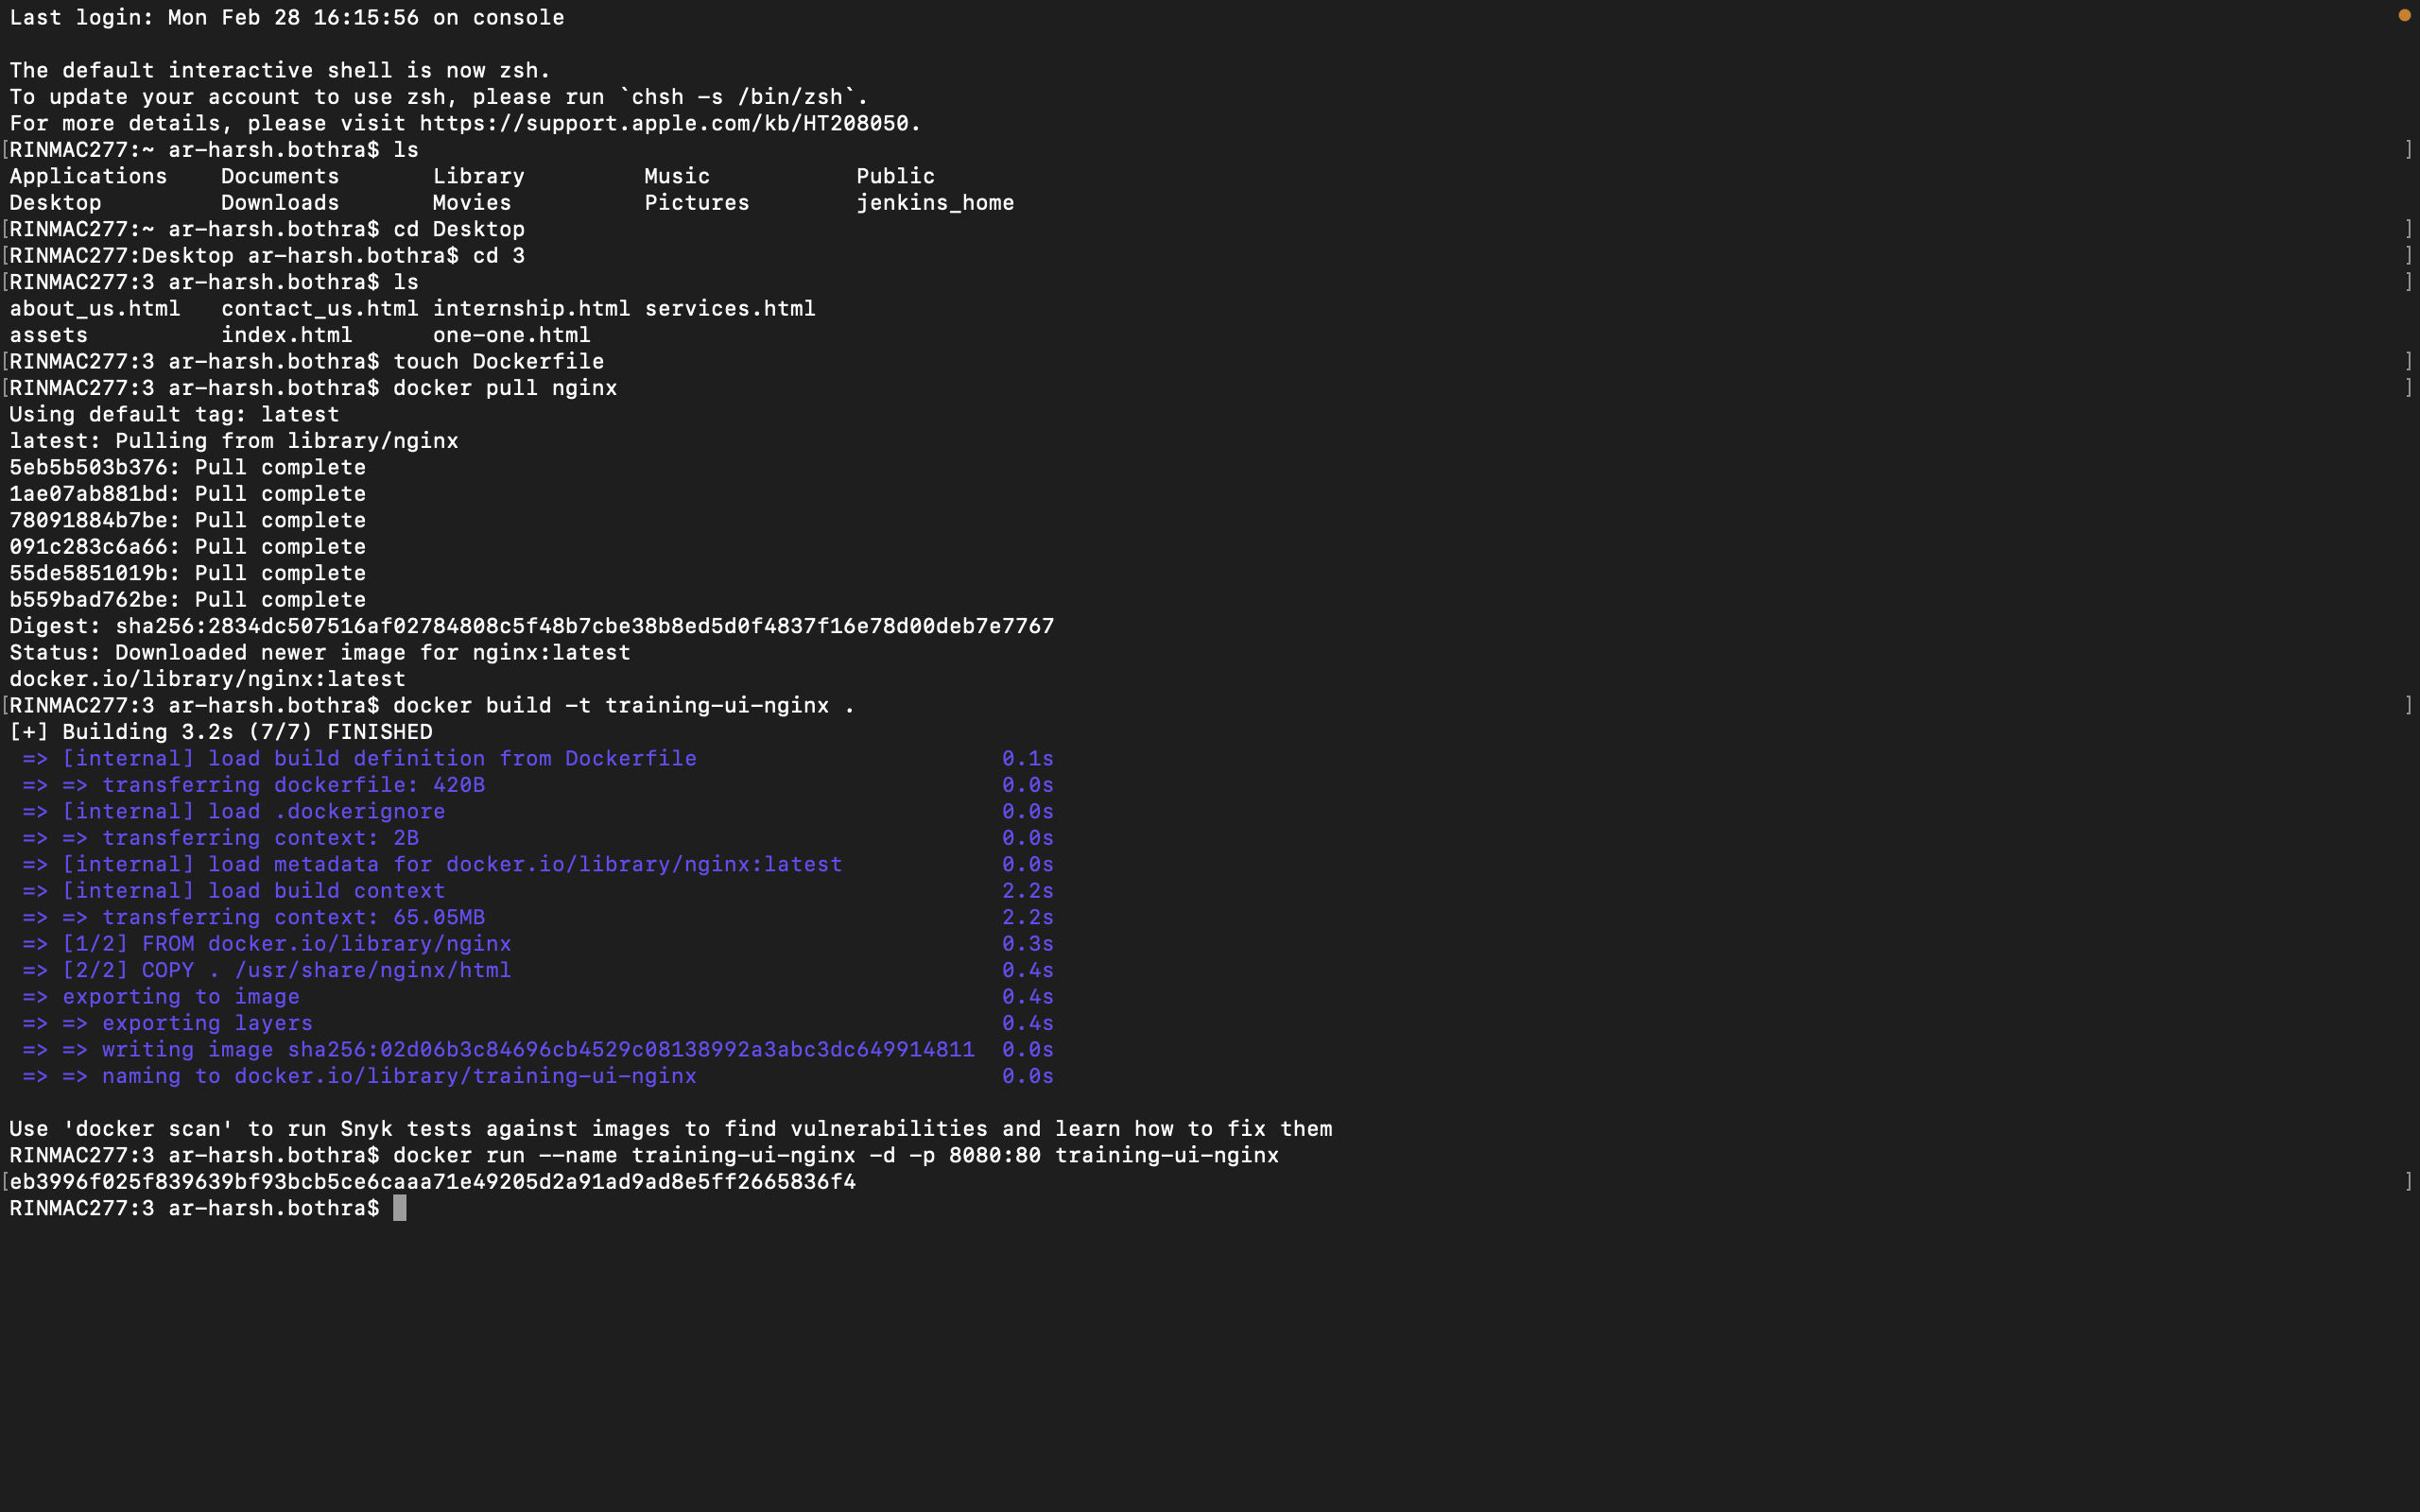 Last login: Mon Feb 28 16:15:56 on console
The default interactive shell is now zsh.
To update your account to use zsh, please run `chsh -s /bin/zsh`.
For more details, please visit https://support.apple.com/kb/HT208050.
[RINMAC277:~ ar-harsh.bothra$ ls ]
Applications Documents Library Music Public
Desktop Downloads Movies Pictures jenkins_home
[RINMAC277:~ ar-harsh.bothra$ cd Desktop ]
[RINMAC277:Desktop ar-harsh.bothra$ cd 3 ]
[RINMAC277:3 ar-harsh.bothra$ ls ]
about_us.html contact_us.html internship.html services.html
assets index.html one-one.html
[RINMAC277:3 ar-harsh.bothra$ touch Dockerfile ]
[RINMAC277:3 ar-harsh.bothra$ docker pull nginx ]
Using default tag: latest
latest: Pulling from library/nginx
5eb5b503b376: Pull complete
1ae07ab881bd: Pull complete
78091884b7be: Pull complete
091c283c6a66: Pull complete
55de5851019b: Pull complete
b559bad762be: Pull complete
Digest: sha256:2834dc507516af02784808c5f48b7cbe38b8ed5d0f4837f16e78d00deb7e7767
Status: Downloaded newer image for nginx:latest
docker.io/library/nginx:latest
[RINMAC277:3 ar-harsh.bothra$ docker build -t training-ui-nginx . ]
[+] Building 3.2s (7/7) FINISHED
=> [internal] load build definition from Dockerfile 0.1s
=> => transferring dockerfile: 420B 0.0s
=> [internal] load .dockerignore 0.0s
=> => transferring context: 2B 0.0s
=> [internal] load metadata for docker.io/library/nginx:latest 0.0s
=> [internal] load build context 2.2s
=> => transferring context: 65.05MB 2.2s
=> [1/2] FROM docker.io/library/nginx 0.3s
=> [2/2] COPY . /usr/share/nginx/html 0.4s
=> exporting to image 0.4s
=> => exporting layers 0.4s
=> => writing image sha256:02d06b3c84696cb4529c08138992a3abc3dc649914811 0.0s
=> => naming to docker.io/library/training-ui-nginx 0.0s
Use 'docker scan' to run Snyk tests against images to find vulnerabilities and learn how to fix them
RINMAC277:3 ar-harsh.bothra$ docker run --name training-ui-nginx -d -p 8080:80 training-ui-nginx
[eb3996f025f839639bf93bcb5ce6caaa71e49205d2a91ad9ad8e5ff2665836f4 ]
RINMAC277:3 ar-harsh.bothra$